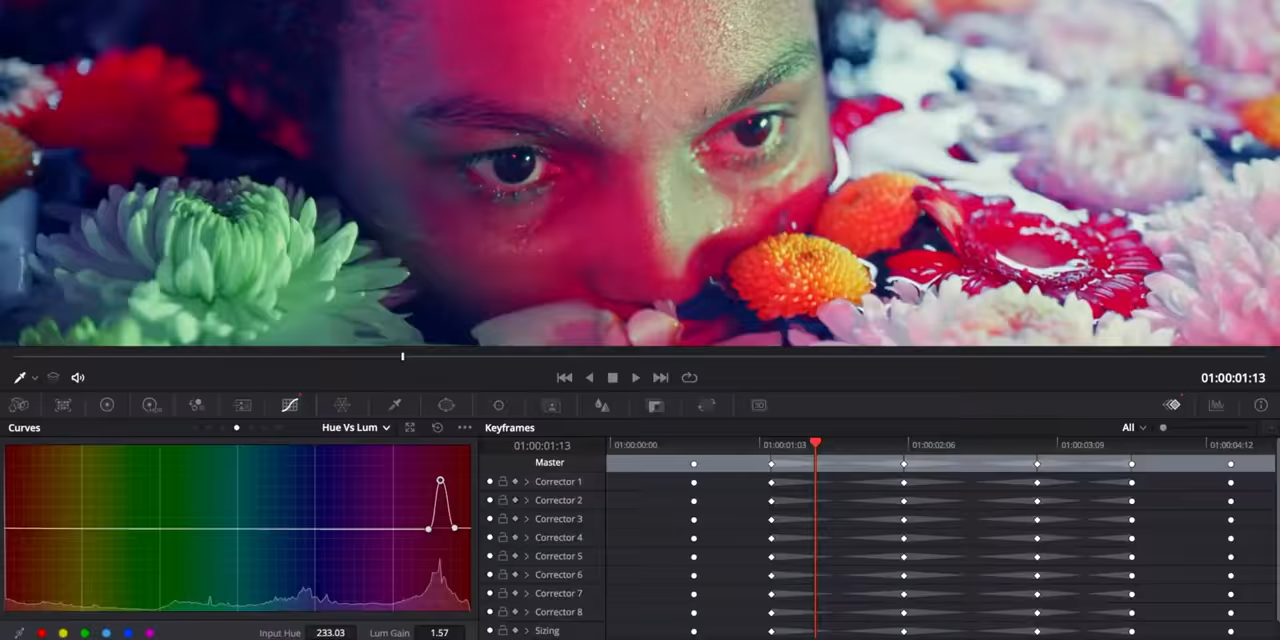 01:00:01:13
Curves
Hue Vs Lum
Keyframes
All
01:00:01:13
01:00:00:00
01:00:01:03
01:00:02:06
01:00:03:09
01:00:04:12
Master
Corrector 1
Corrector 2
Corrector 3
Corrector 4
Corrector 5
Corrector 6
Corrector 7
Corrector 8
Sizing
Input Hue 233.03 Lum Gain 1.57